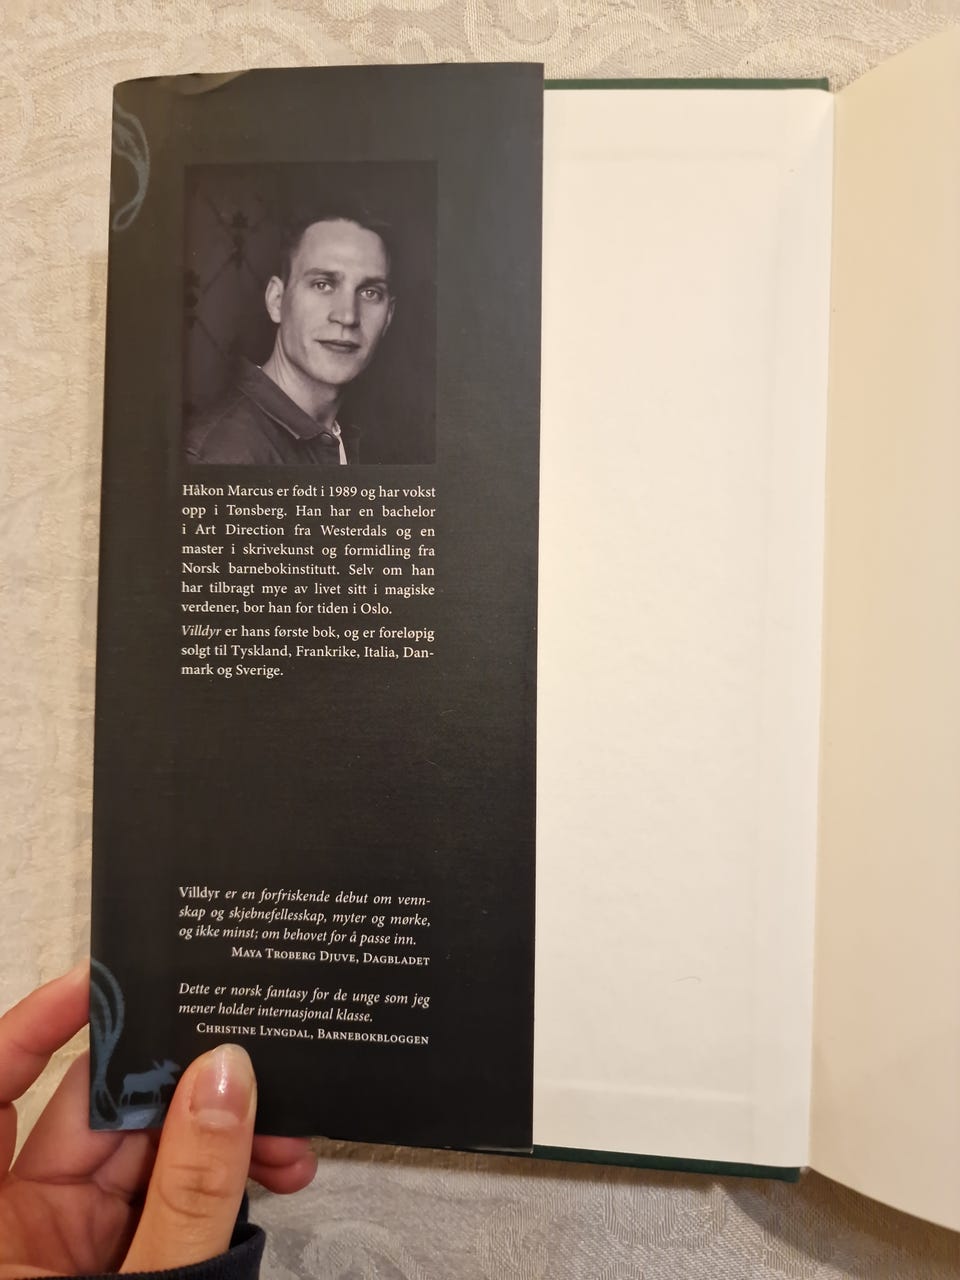 Håkon Marcus er født i 1989 og har vokst
opp i Tønsberg. Han har en bachelor
i Art Direction fra Westerdals og en
master i skrivekunst og formidling fra
Norsk barnebokinstitutt. Selv om han
har tilbragt mye av livet sitt i magiske
verdener, bor han for tiden i Oslo.
Villdyr er hans første bok, og er foreløpig
solgt til Tyskland, Frankrike, Italia, Dan-
mark og Sverige.
Villdyr er en forfriskende debut om venn-
skap og skjebnefellesskap, myter og mørke,
og ikke minst; om behovet for å passe inn.
Maya Troberg Djuve, Dagbladet
Dette er norsk fantasy for de unge som jeg
mener holder internasjonal klasse.
Christine Lyngdal, Barnebokbloggen